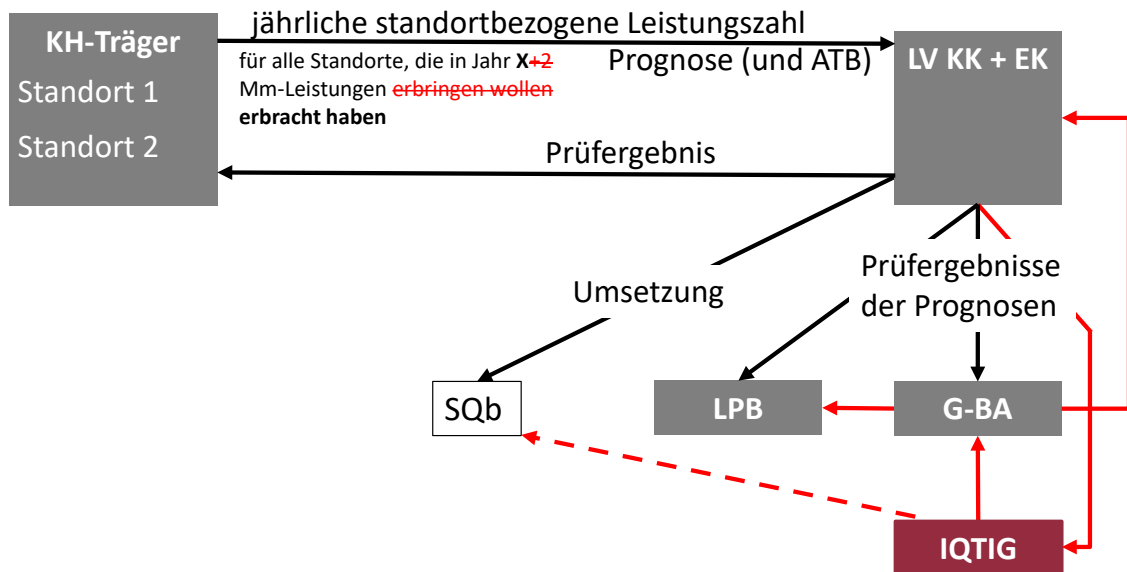 KH-Träger
Standort 1
Standort 2
jährliche standortbezogene Leistungszahl
für alle Standorte, die in Jahr X+2
Mm-Leistungen erbringen wollen
erbracht haben
Prognose (und ATB)
LV KK + EK
Prüfergebnis
Umsetzung
Prüfergebnisse
der Prognosen
SQb
LPB
G-BA
IQTIG